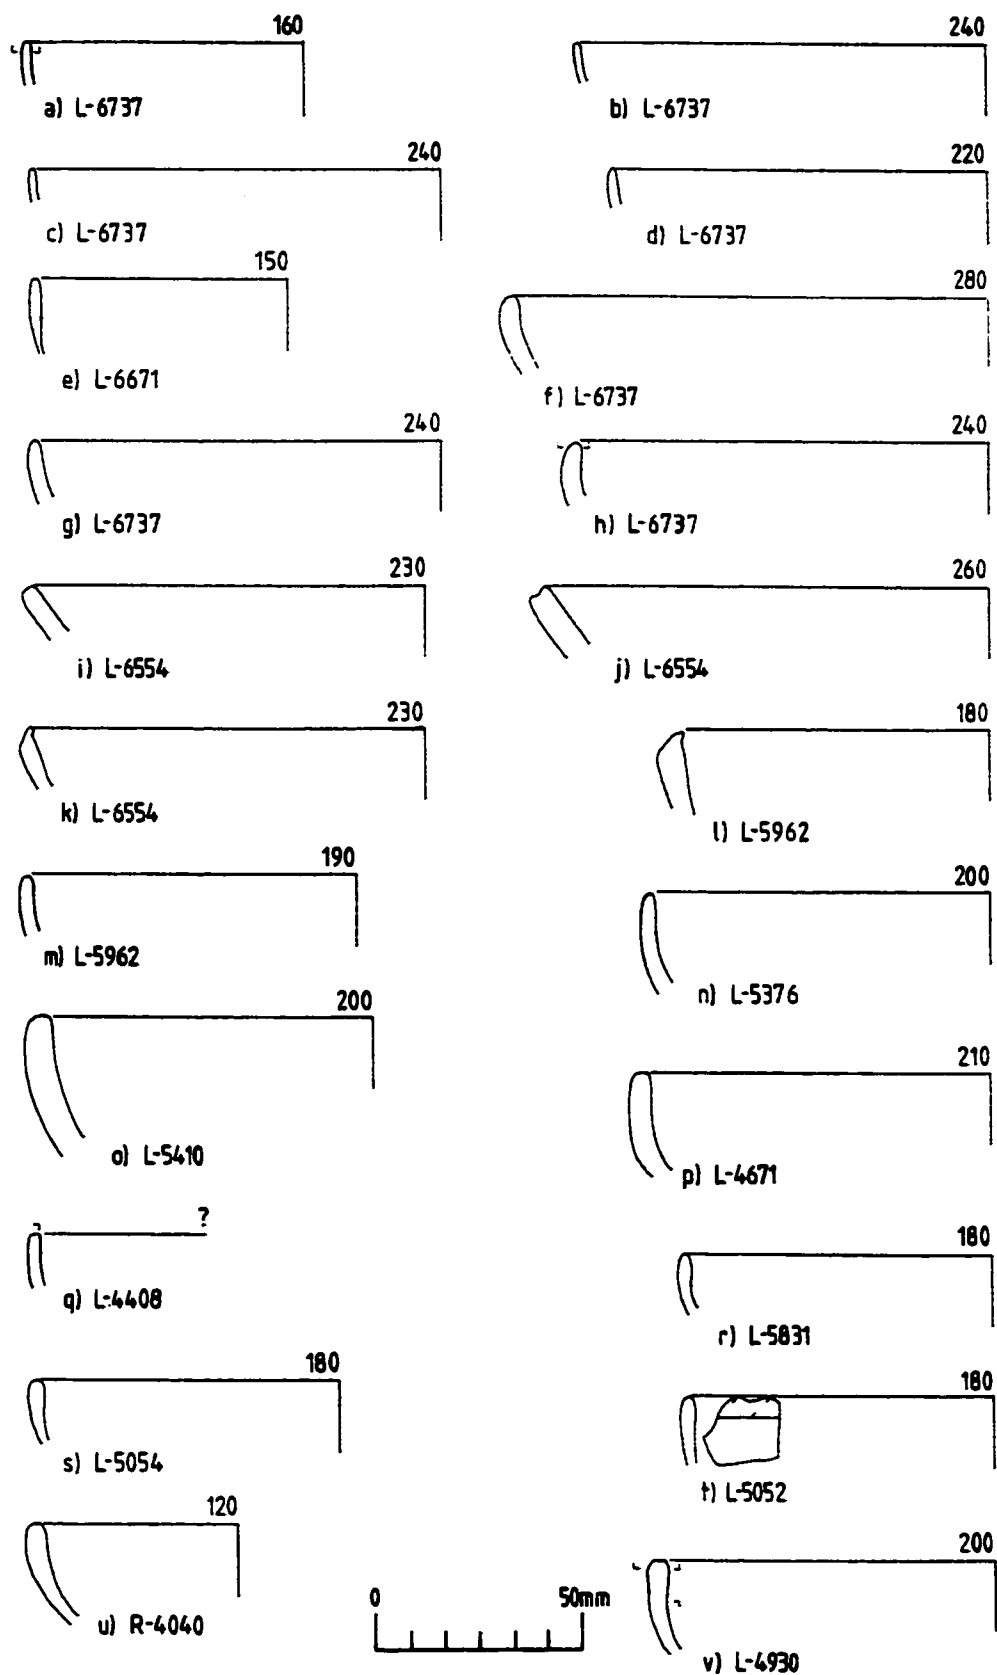 160
a) L-6737
240
b) L-6737
240
c) L-6737
220
d) L-6737
150
e) L-6671
280
f) L-6737
240
g) L-6737
240
h) L-6737
230
i) L-6554
260
j) L-6554
230
k) L-6554
180
l) L-5962
190
m) L-5962
200
n) L-5376
200
o) L-5410
210
p) L-4671
?
q) L-4408
180
r) L-5831
180
s) L-5054
180
t) L-5052
120
u) R-4040
0 50mm
200
v) L-4930